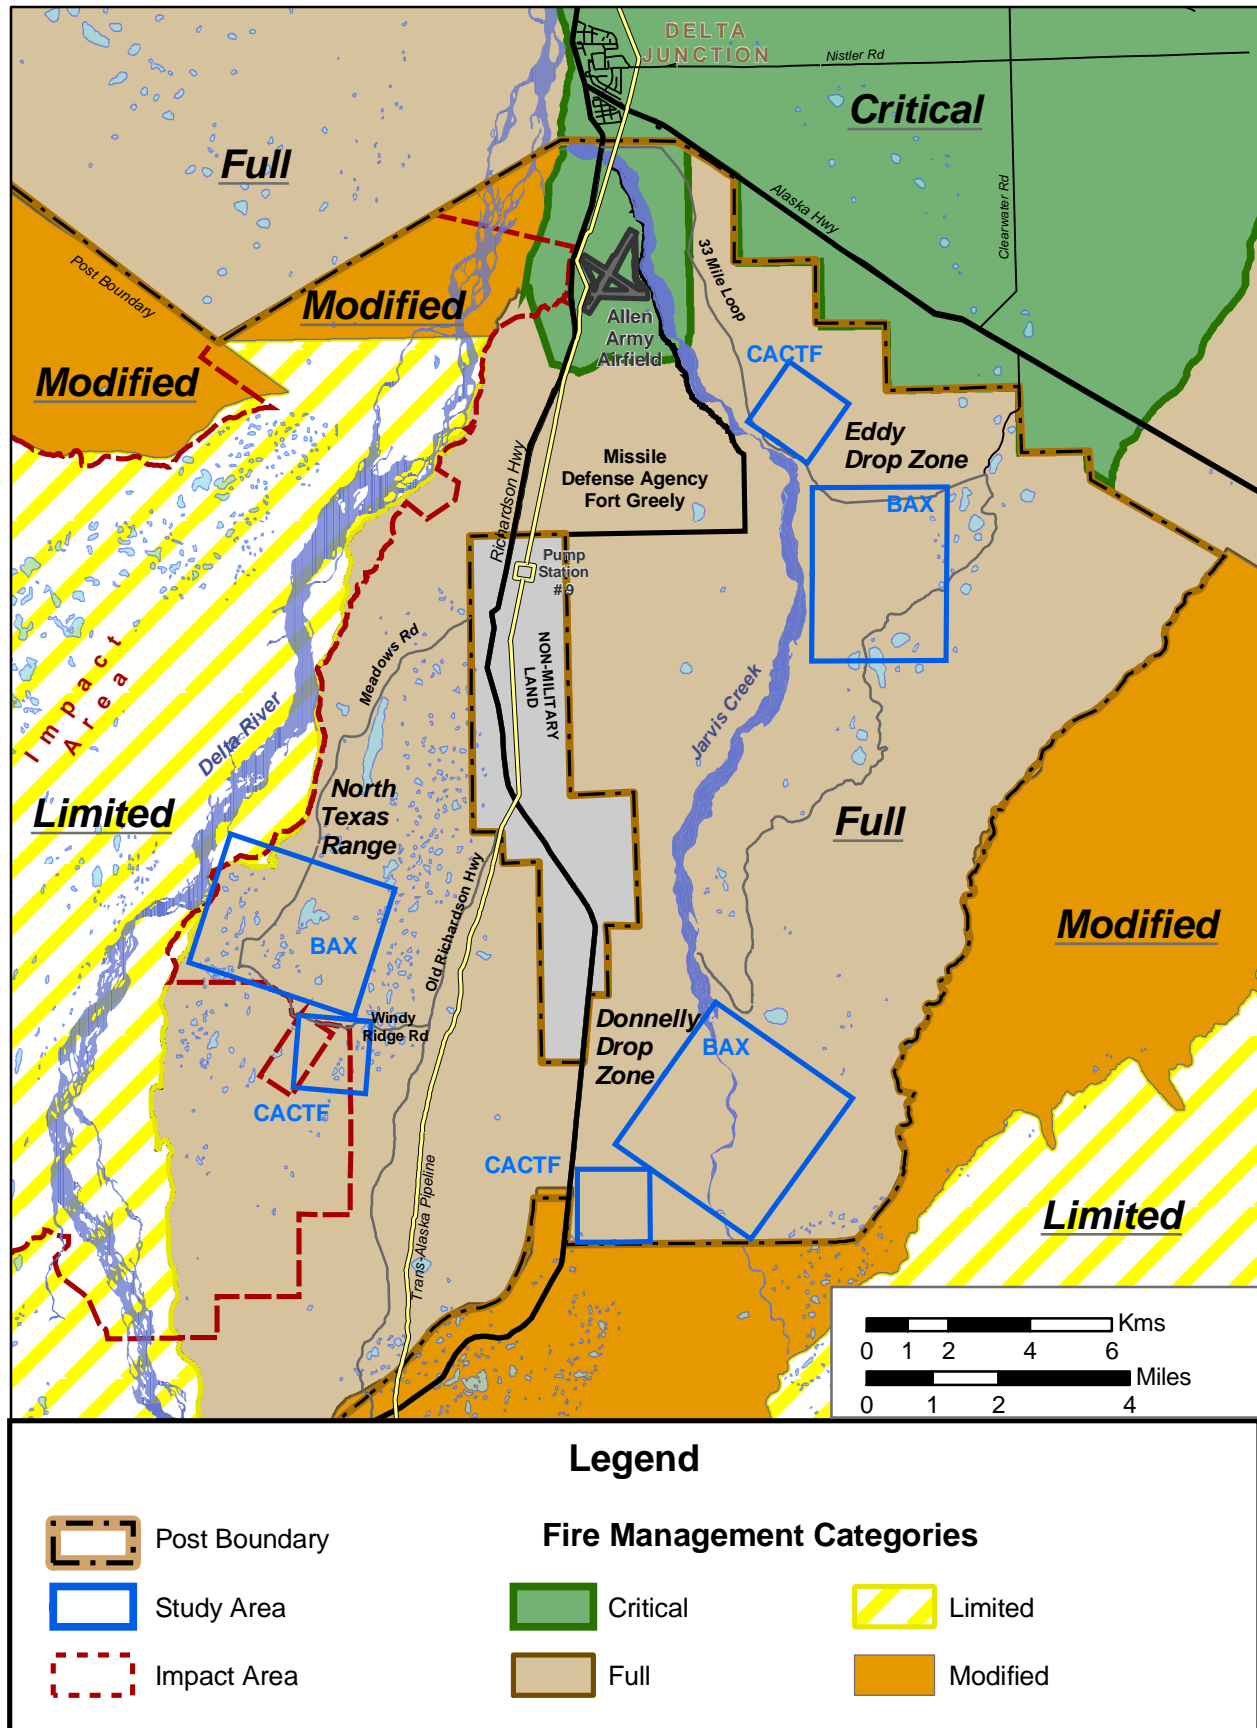 DELTA
JUNCTION
Nistler Rd
Critical
Full
Alaska Hwy
Clearwater Rd
Post Boundary
33 Mile Loop
Modified
Allen
Army
Airfield
CACTF
Modified
Eddy
Drop Zone
Richardson Hwy
Missile
Defense Agency
Fort Greely
BAX
Pump
Station
#9
Meadows Rd
NON-MILITARY
LAND
Impact
Area
Delta River
Jarvis Creek
North
Texas
Range
Limited
Full
Old Richardson Hwy
Modified
BAX
Windy
Ridge Rd
Donnelly
Drop
Zone
BAX
CACTF
CACTF
Trans-Alaska Pipeline
Limited
Kms
0 1 2 4 6
Miles
0 1 2 4
Legend
Post Boundary
Fire Management Categories
Study Area
Critical
Limited
Impact Area
Full
Modified